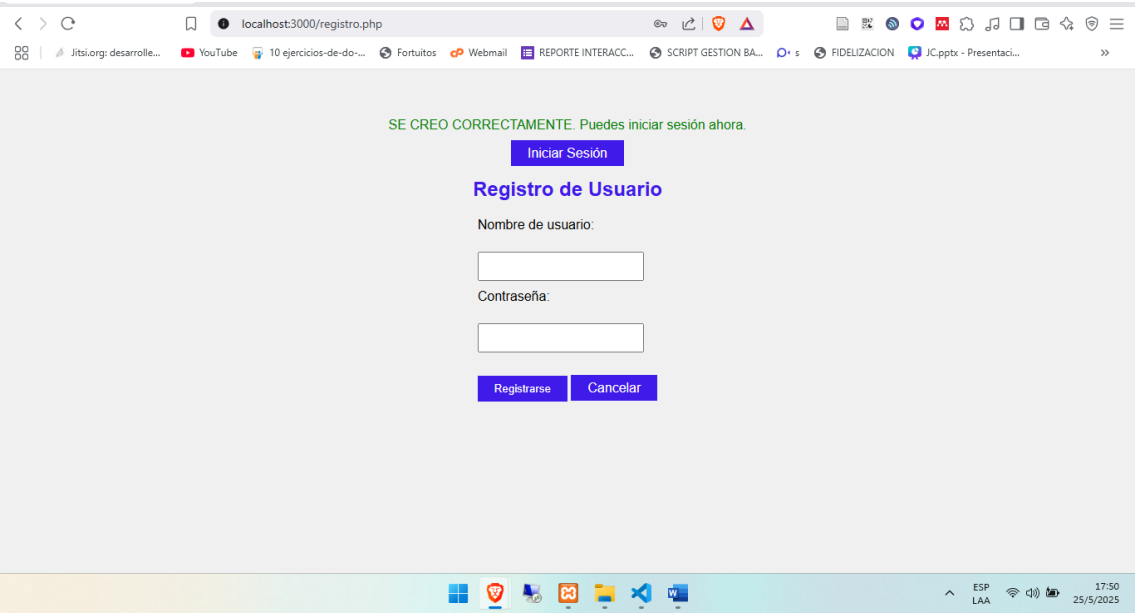 localhost:3000/registro.php
Jitsi.org: desarrolle... YouTube 10 ejercicios-de-do-... Fortuitos Webmail REPORTE INTERACC... SCRIPT GESTION BA... s FIDELIZACION JC.pptx - Presentaci...
SE CREO CORRECTAMENTE. Puedes iniciar sesión ahora.
Iniciar Sesión
Registro de Usuario
Nombre de usuario:
Contraseña:
Registrarse Cancelar
ESP 17:50
LAA 25/5/2025